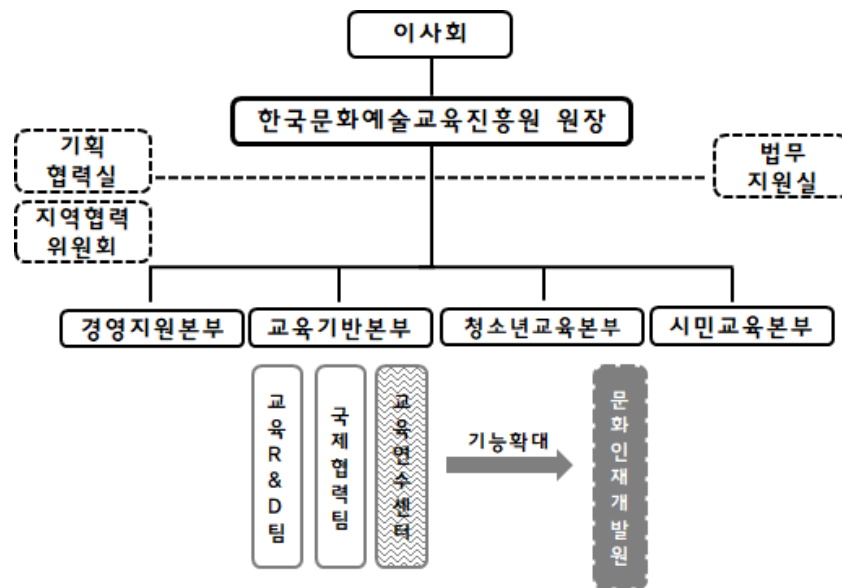 이사회
한국문화예술교육진흥원 원장
기획
협력실
법무
지원실
지역협력
위원회
경영지원본부
교육기반본부
청소년교육본부
시민교육본부
교육R&D팀
국제협력팀
교육연수센터
기능확대
문화인재개발원